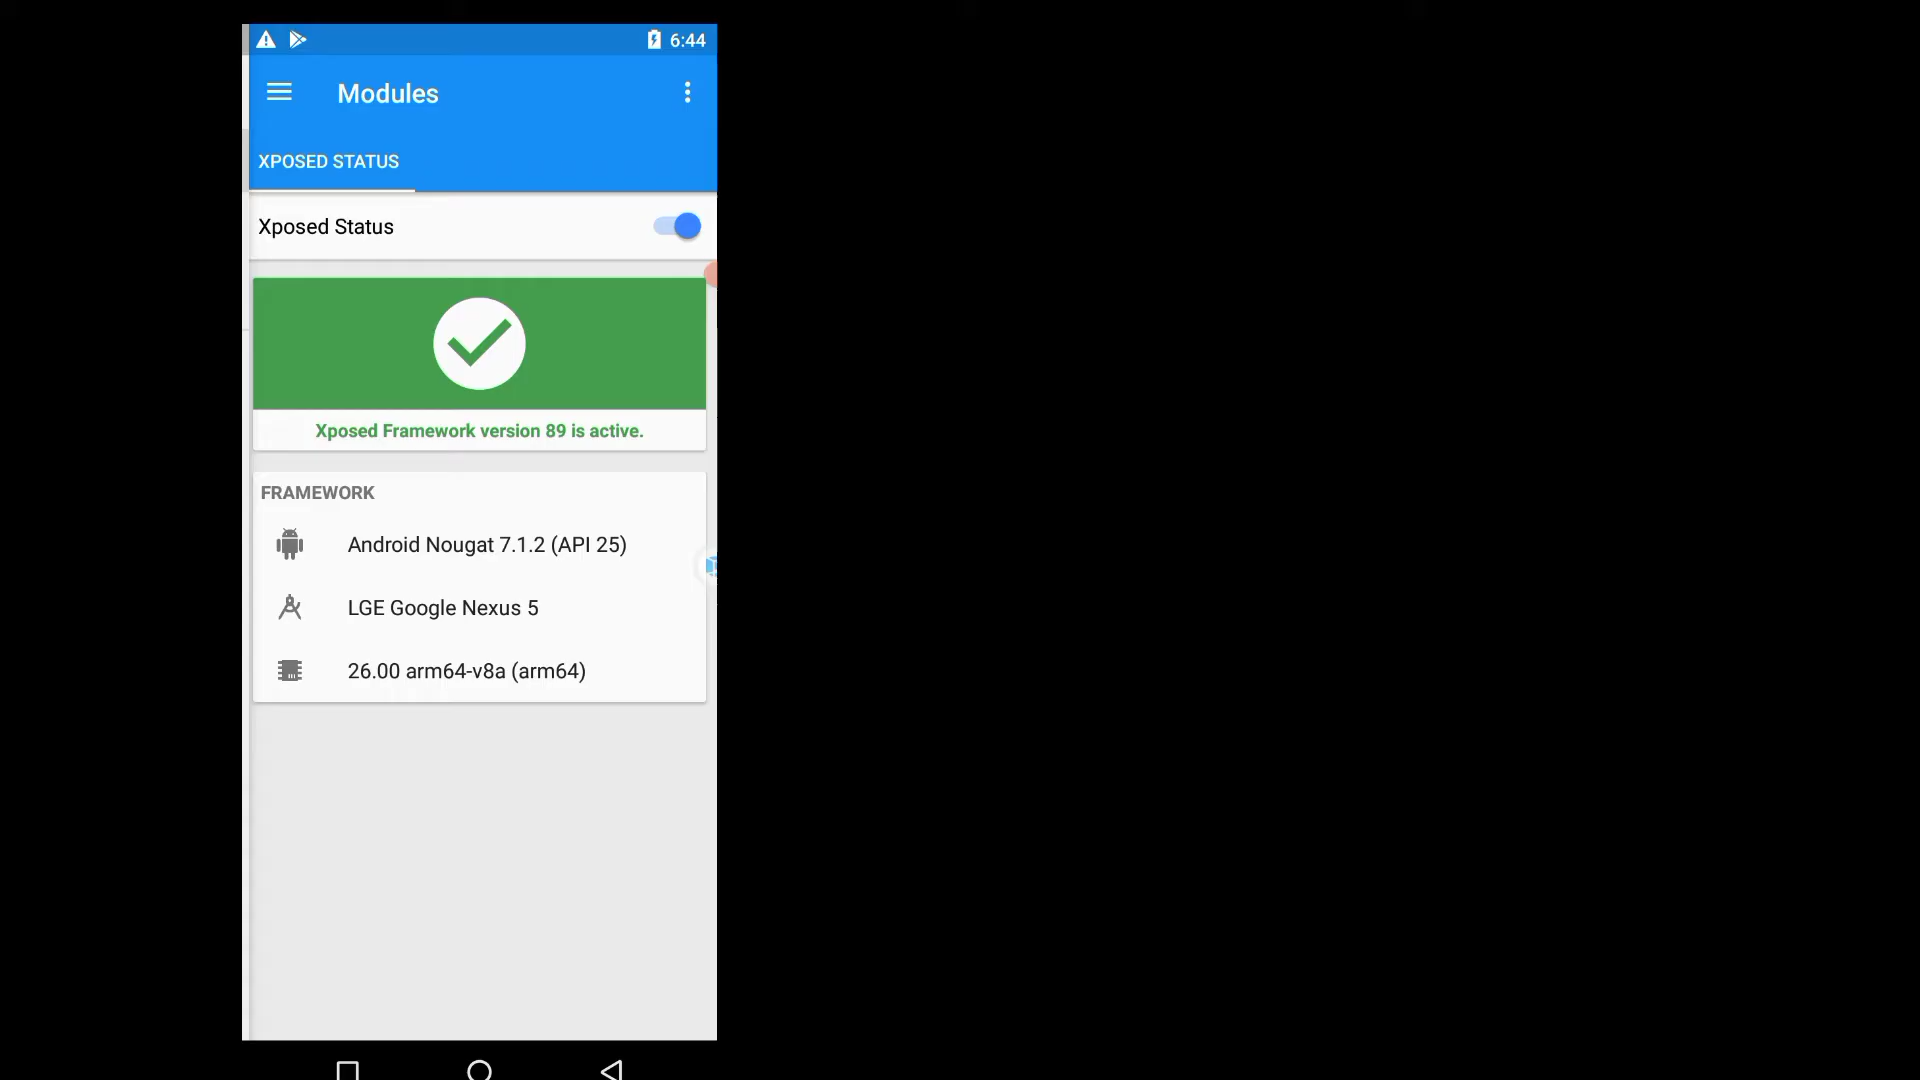 6:44
Modules
XPOSED STATUS
Xposed Status
Xposed Framework version 89 is active.
FRAMEWORK
Android Nougat 7.1.2 (API 25)
LGE Google Nexus 5
26.00 arm64-v8a (arm64)